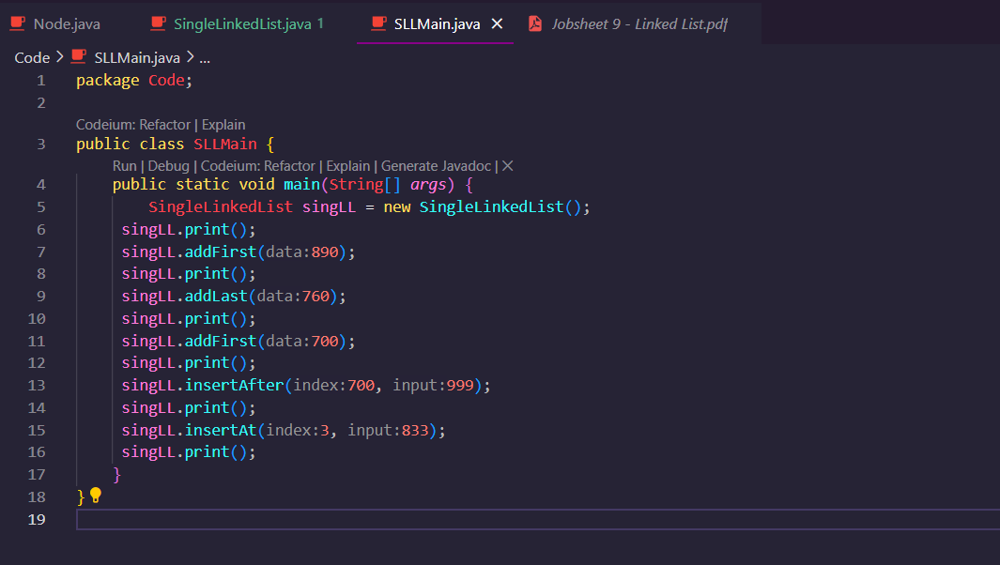 Node.java SingleLinkedList.java 1 SLLMain.java × Jobsheet 9 - Linked List.pdf
Code > SLLMain.java > ...
1 package Code;
2
Codeium: Refactor | Explain
3 public class SLLMain {
Run | Debug | Codeium: Refactor | Explain | Generate Javadoc | ×
4 public static void main(String[] args) {
5 SingleLinkedList singLL = new SingleLinkedList();
6 singLL.print();
7 singLL.addFirst(data:890);
8 singLL.print();
9 singLL.addLast(data:760);
10 singLL.print();
11 singLL.addFirst(data:700);
12 singLL.print();
13 singLL.insertAfter(index:700, input:999);
14 singLL.print();
15 singLL.insertAt(index:3, input:833);
16 singLL.print();
17 }
18 }
19